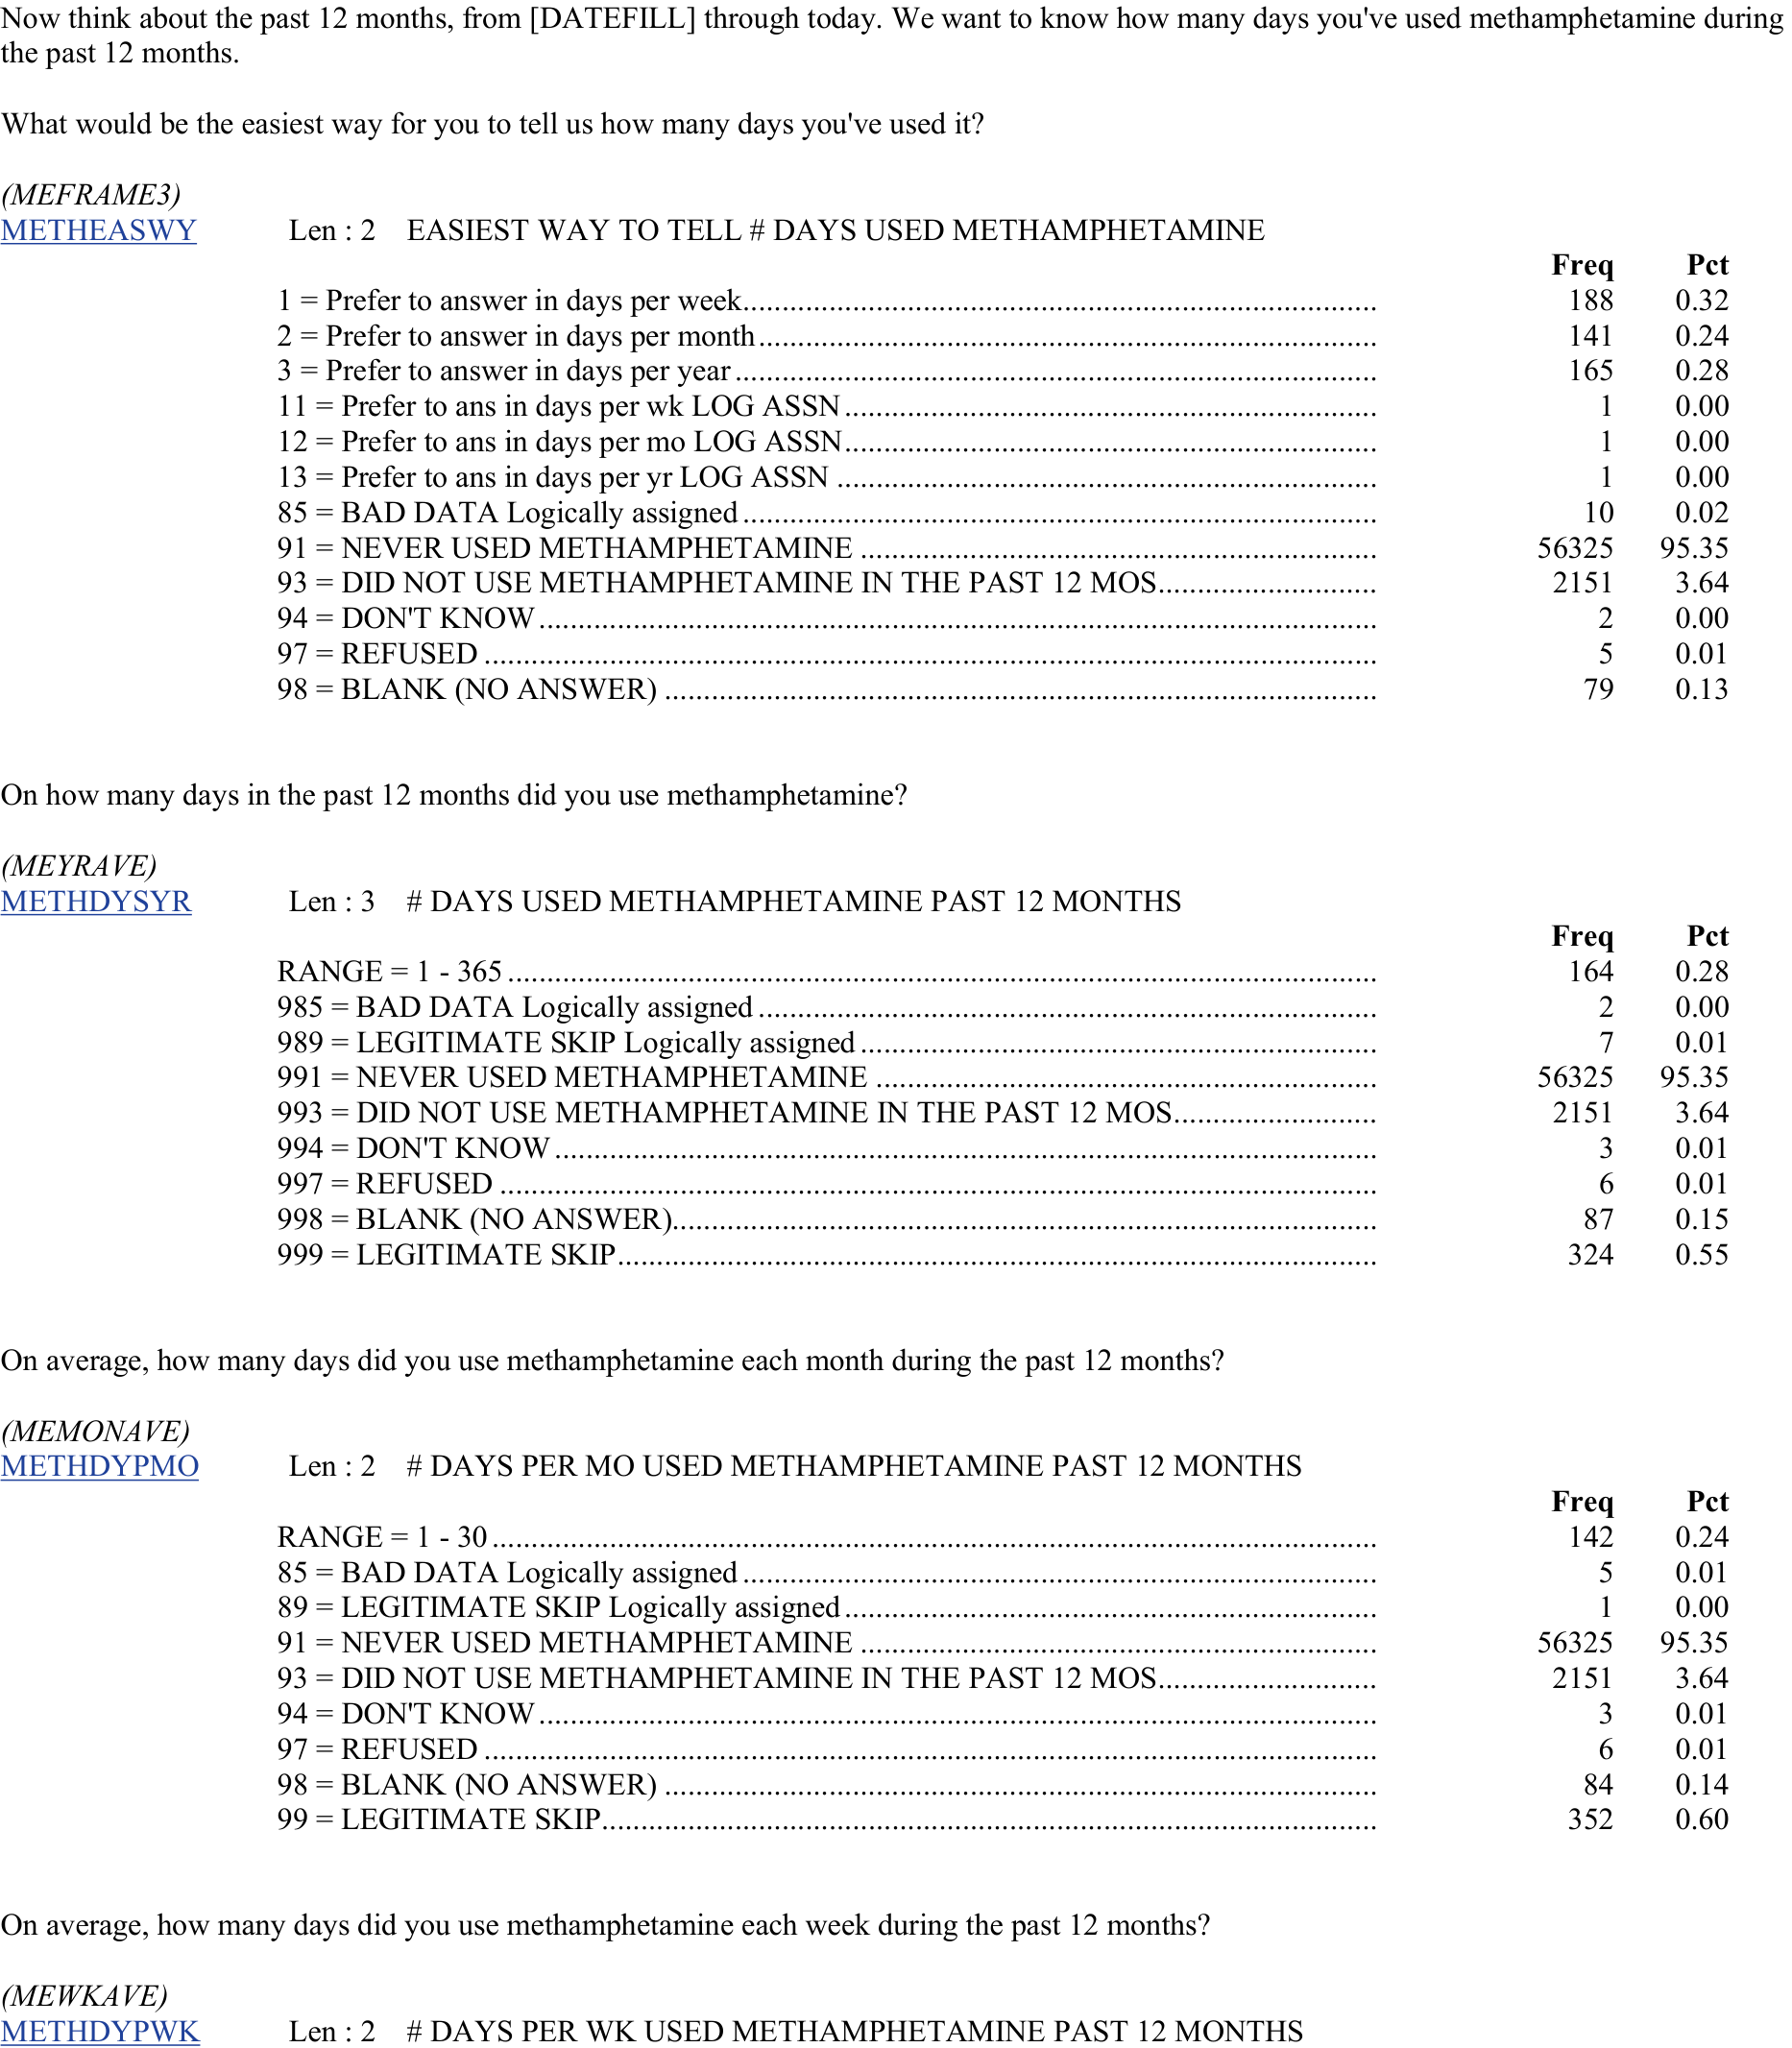 Now think about the past 12 months, from [DATEFILL] through today. We want to know how many days you've used methamphetamine during
the past 12 months.
What would be the easiest way for you to tell us how many days you've used it?
(MEFRAME3)
METHEASWY Len : 2 EASIEST WAY TO TELL # DAYS USED METHAMPHETAMINE
Freq Pct
1 = Prefer to answer in days per week 188 0.32
2 = Prefer to answer in days per month 141 0.24
3 = Prefer to answer in days per year 165 0.28
11 = Prefer to ans in days per wk LOG ASSN 1 0.00
12 = Prefer to ans in days per mo LOG ASSN 1 0.00
13 = Prefer to ans in days per yr LOG ASSN 1 0.00
85 = BAD DATA Logically assigned 10 0.02
91 = NEVER USED METHAMPHETAMINE 56325 95.35
93 = DID NOT USE METHAMPHETAMINE IN THE PAST 12 MOS 2151 3.64
94 = DON'T KNOW 2 0.00
97 = REFUSED 5 0.01
98 = BLANK (NO ANSWER) 79 0.13
On how many days in the past 12 months did you use methamphetamine?
(MEYRAVE)
METHDYSYR Len : 3 # DAYS USED METHAMPHETAMINE PAST 12 MONTHS
Freq Pct
RANGE = 1 - 365 164 0.28
985 = BAD DATA Logically assigned 2 0.00
989 = LEGITIMATE SKIP Logically assigned 7 0.01
991 = NEVER USED METHAMPHETAMINE 56325 95.35
993 = DID NOT USE METHAMPHETAMINE IN THE PAST 12 MOS 2151 3.64
994 = DON'T KNOW 3 0.01
997 = REFUSED 6 0.01
998 = BLANK (NO ANSWER) 87 0.15
999 = LEGITIMATE SKIP 324 0.55
On average, how many days did you use methamphetamine each month during the past 12 months?
(MEMONAVE)
METHDYPMO Len : 2 # DAYS PER MO USED METHAMPHETAMINE PAST 12 MONTHS
Freq Pct
RANGE = 1 - 30 142 0.24
85 = BAD DATA Logically assigned 5 0.01
89 = LEGITIMATE SKIP Logically assigned 1 0.00
91 = NEVER USED METHAMPHETAMINE 56325 95.35
93 = DID NOT USE METHAMPHETAMINE IN THE PAST 12 MOS 2151 3.64
94 = DON'T KNOW 3 0.01
97 = REFUSED 6 0.01
98 = BLANK (NO ANSWER) 84 0.14
99 = LEGITIMATE SKIP 352 0.60
On average, how many days did you use methamphetamine each week during the past 12 months?
(MEWKAVE)
METHDYPWK Len : 2 # DAYS PER WK USED METHAMPHETAMINE PAST 12 MONTHS